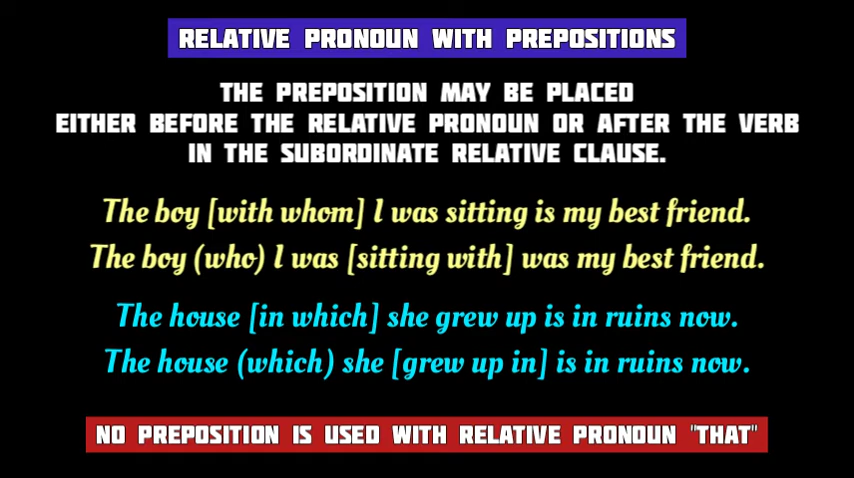 RELATIVE PRONOUN WITH PREPOSITIONS
THE PREPOSITION MAY BE PLACED
EITHER BEFORE THE RELATIVE PRONOUN OR AFTER THE VERB
IN THE SUBORDINATE RELATIVE CLAUSE.
The boy [with whom] I was sitting is my best friend.
The boy (who) I was [sitting with] was my best friend.
The house [in which] she grew up is in ruins now.
The house (which) she [grew up in] is in ruins now.
NO PREPOSITION IS USED WITH RELATIVE PRONOUN "THAT"